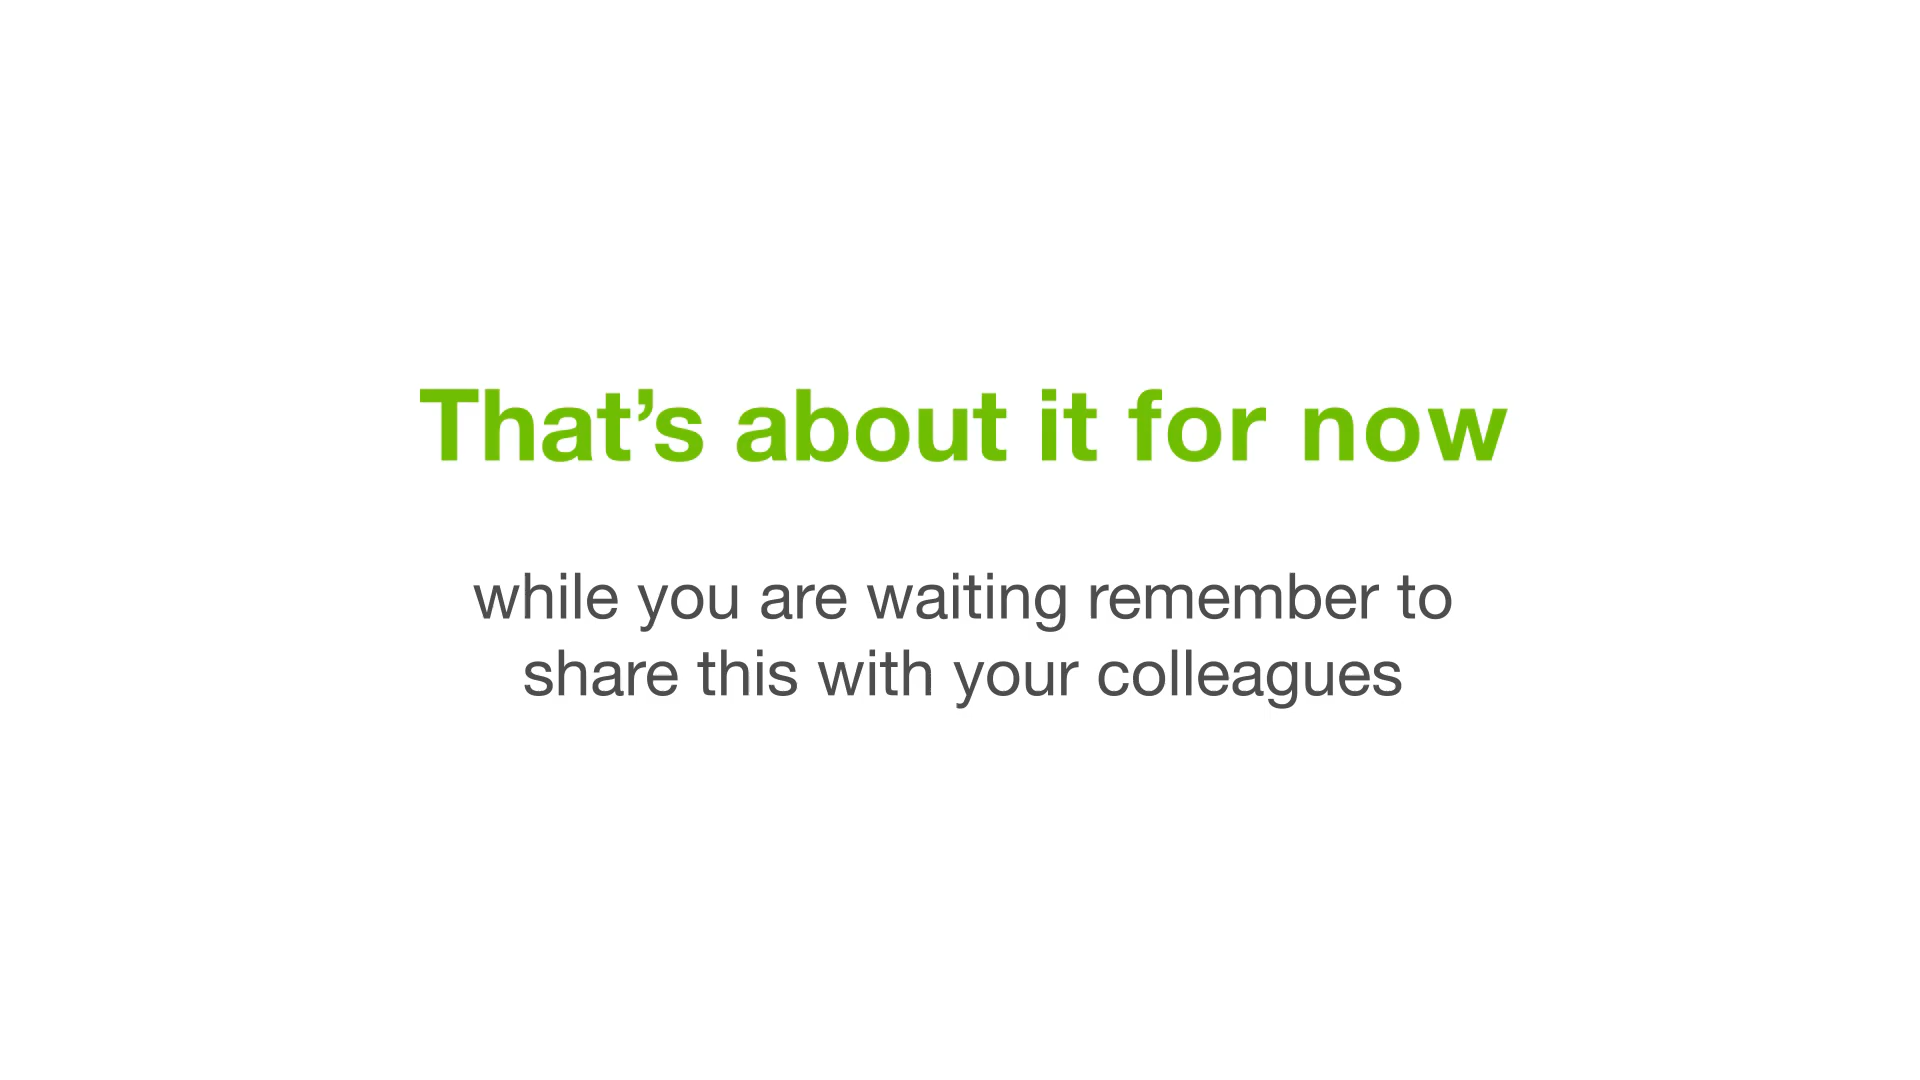 That’s about it for now
while you are waiting remember to
share this with your colleagues